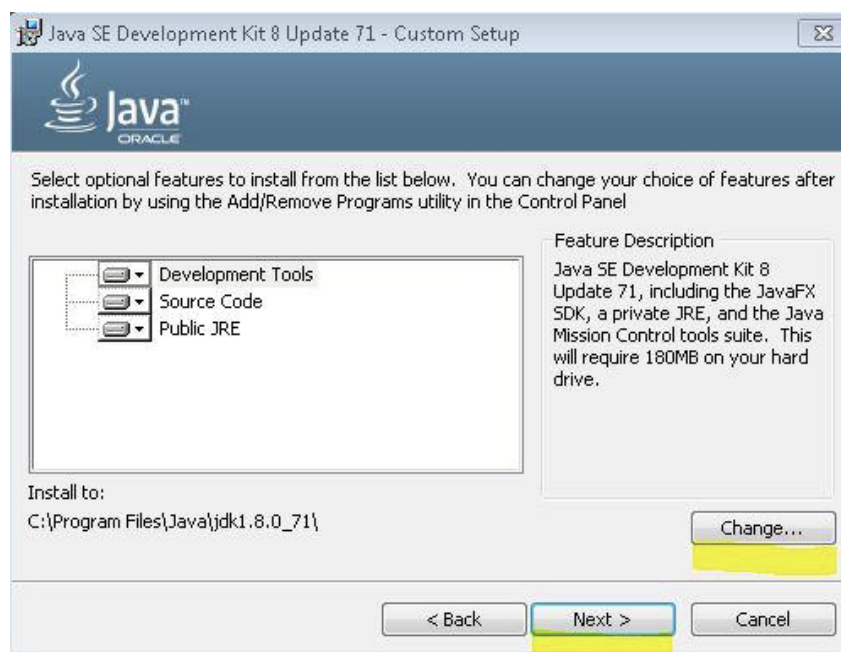 Java SE Development Kit 8 Update 71 - Custom Setup
Java™
ORACLE
Select optional features to install from the list below. You can change your choice of features after
installation by using the Add/Remove Programs utility in the Control Panel
Development Tools
Source Code
Public JRE
Feature Description
Java SE Development Kit 8
Update 71, including the JavaFX
SDK, a private JRE, and the Java
Mission Control tools suite. This
will require 180MB on your hard
drive.
Install to:
C:\Program Files\Java\jdk1.8.0_71\
Change...
< Back
Next >
Cancel